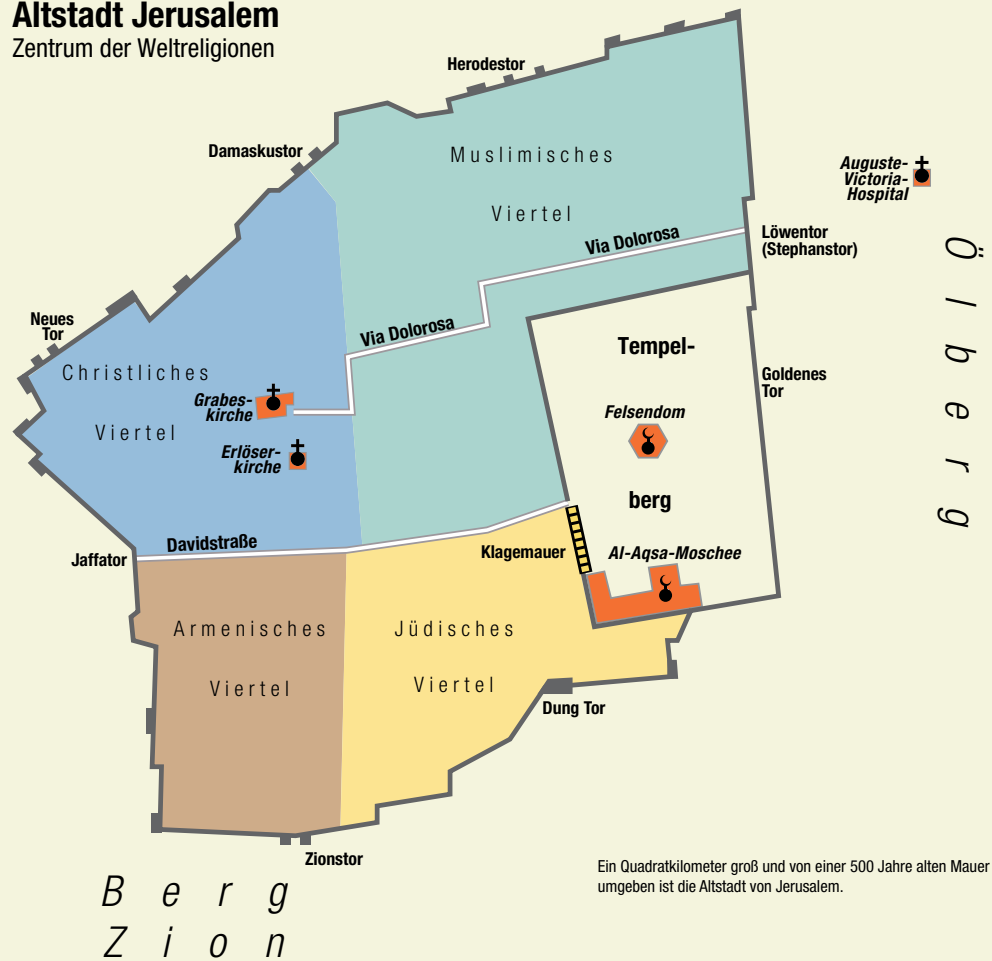 Altstadt Jerusalem
Zentrum der Weltreligionen
Herodestor
Damaskustor
Muslimisches
Viertel
Auguste-
Victoria-
Hospital
Via Dolorosa
Löwentor
(Stephanstor)
Ölberg
Neues
Tor
Via Dolorosa
Christliches
Viertel
Tempel-
berg
Goldenes
Tor
Grabes-
kirche
Felsendom
Erlöser-
kirche
Davidstraße
Jaffator
Klagemauer
Al-Aqsa-Moschee
Armenisches
Viertel
Jüdisches
Viertel
Dung Tor
Zionstor
Berg
Zion
Ein Quadratkilometer groß und von einer 500 Jahre alten Mauer
umgeben ist die Altstadt von Jerusalem.